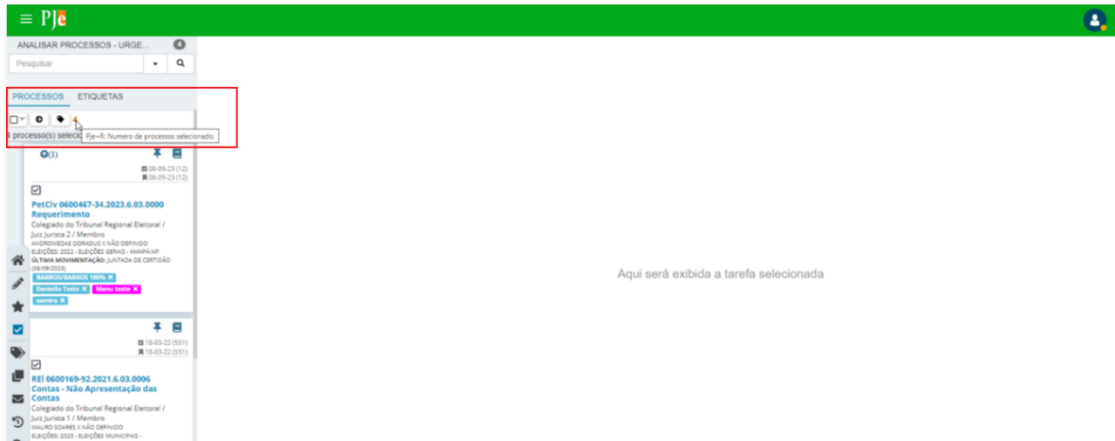 PJe
ANALISAR PROCESSOS - URGE... 4
Pesquisar
PROCESSOS ETIQUETAS
4
processo(s) selecio
Pje+R: Numero de processos selecionado.
(1)
08-09-23 (12)
08-09-23 (12)
PetCiv 0600467-34.2023.6.03.0000
Requerimento
Colegiado do Tribunal Regional Eleitoral /
Juiz Jurista 2 / Membro
ANDROMEDAE DORADUS X NÃO DEFINIDO
ELEIÇÕES: 2022 - ELEIÇÕES GERAIS - AMAPÁ/AP
ÚLTIMA MOVIMENTAÇÃO: JUNTADA DE CERTIDÃO
(08/09/2023)
BARROS/BARROS 100% X
Danielle Teste X Manu teste X
samira X
Aqui será exibida a tarefa selecionada
18-03-22 (551)
18-03-22 (551)
REl 0600169-92.2021.6.03.0006
Contas - Não Apresentação das
Contas
Colegiado do Tribunal Regional Eleitoral /
Juiz Jurista 1 / Membro
MAURO SOARES X NÃO DEFINIDO
ELEIÇÕES: 2020 - ELEIÇÕES MUNICIPAIS -